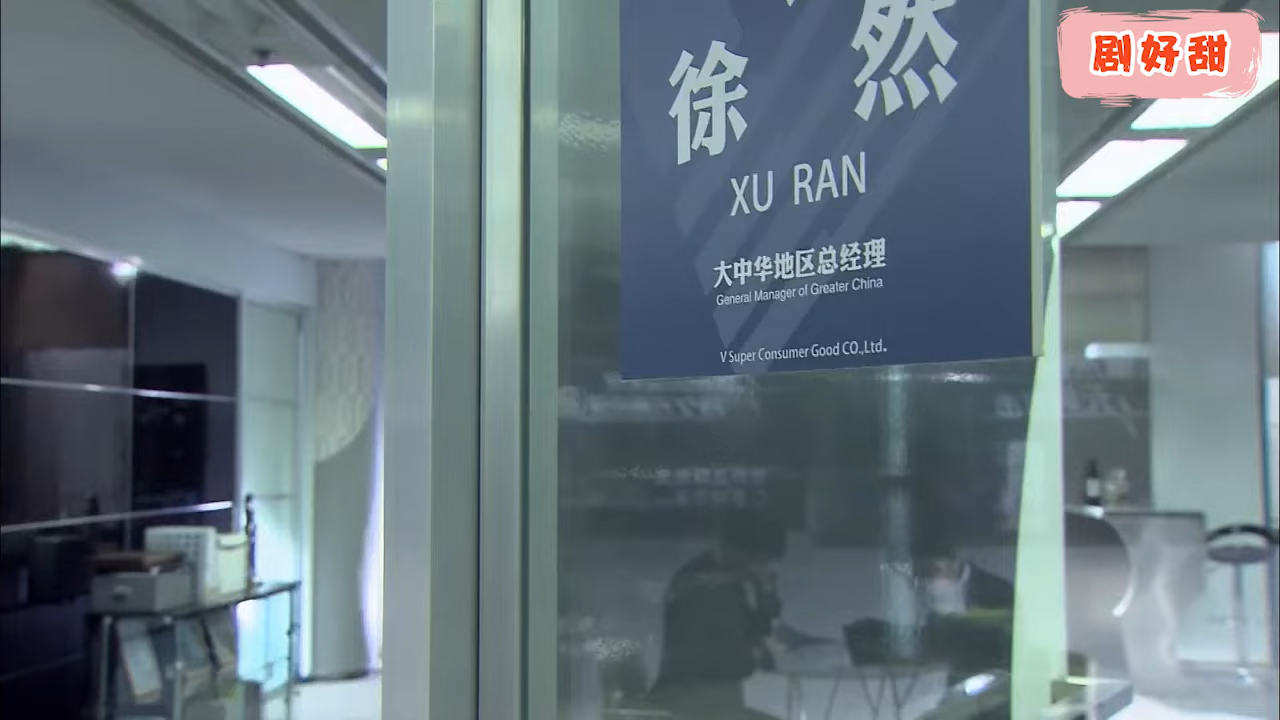 剧好甜
徐 然
XU RAN
大中华地区总经理
General Manager of Greater China
V Super Consumer Good CO.,Ltd.